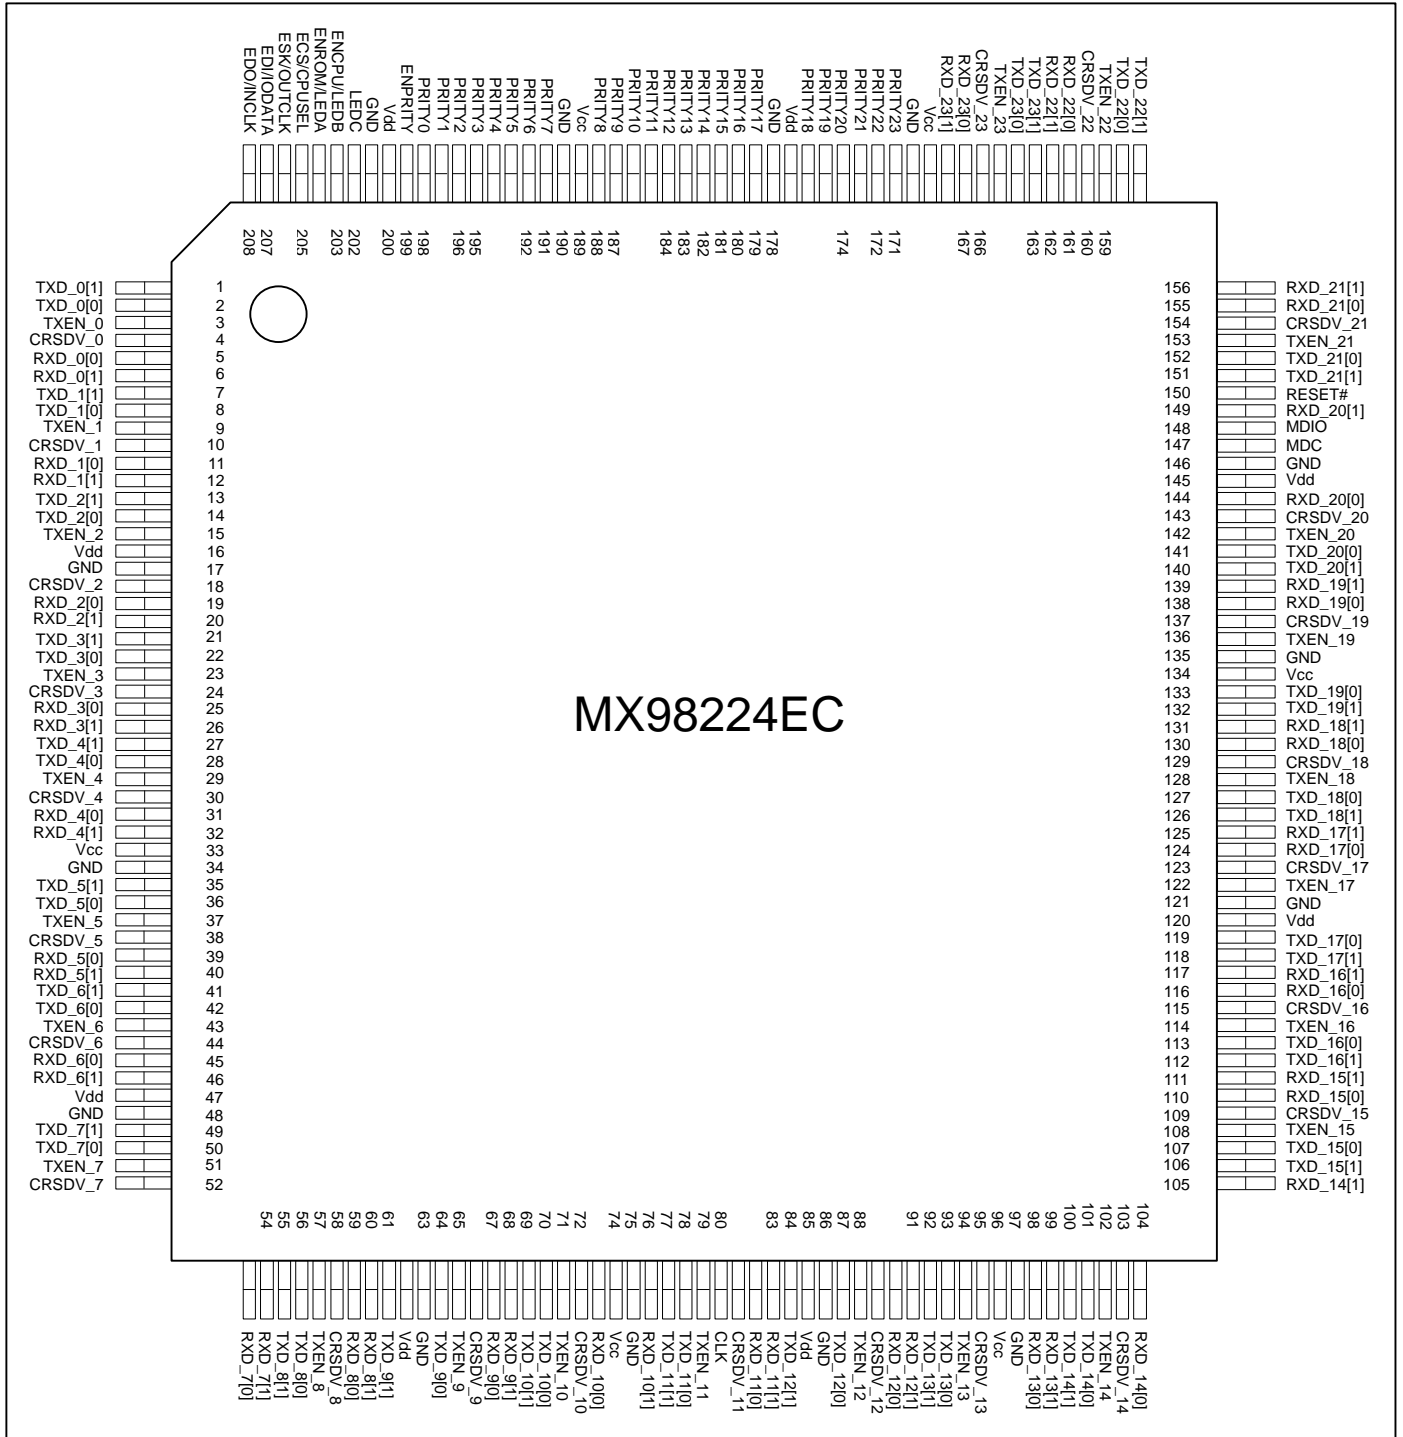 EDO/INCLK
EDI/IODATA
ESK/OUTCLK
ECS/CPUSEL
ENROM/LEDA
ENCPU/LEDB
LEDC
GND
Vdd
ENPRITY
PRITY0
PRITY1
PRITY2
PRITY3
PRITY4
PRITY5
PRITY6
PRITY7
GND
Vcc
PRITY8
PRITY9
PRITY10
PRITY11
PRITY12
PRITY13
PRITY14
PRITY15
PRITY16
PRITY17
GND
Vdd
PRITY18
PRITY19
PRITY20
PRITY21
PRITY22
PRITY23
GND
Vcc
RXD_23[1]
RXD_23[0]
CRSDV_23
TXEN_23
TXD_23[0]
TXD_23[1]
RXD_22[1]
RXD_22[0]
CRSDV_22
TXEN_22
TXD_22[0]
TXD_22[1]
208
207
205
203
202
200
199
198
196
195
192
191
190
189
188
187
184
183
182
181
180
179
178
174
172
171
167
166
163
162
161
160
159
TXD_0[1] 1
TXD_0[0] 2
TXEN_0 3
CRSDV_0 4
RXD_0[0] 5
RXD_0[1] 6
TXD_1[1] 7
TXD_1[0] 8
TXEN_1 9
CRSDV_1 10
RXD_1[0] 11
RXD_1[1] 12
TXD_2[1] 13
TXD_2[0] 14
TXEN_2 15
Vdd 16
GND 17
CRSDV_2 18
RXD_2[0] 19
RXD_2[1] 20
TXD_3[1] 21
TXD_3[0] 22
TXEN_3 23
CRSDV_3 24
RXD_3[0] 25
RXD_3[1] 26
TXD_4[1] 27
TXD_4[0] 28
TXEN_4 29
CRSDV_4 30
RXD_4[0] 31
RXD_4[1] 32
Vcc 33
GND 34
TXD_5[1] 35
TXD_5[0] 36
TXEN_5 37
CRSDV_5 38
RXD_5[0] 39
RXD_5[1] 40
TXD_6[1] 41
TXD_6[0] 42
TXEN_6 43
CRSDV_6 44
RXD_6[0] 45
RXD_6[1] 46
Vdd 47
GND 48
TXD_7[1] 49
TXD_7[0] 50
TXEN_7 51
CRSDV_7 52
MX98224EC
156 RXD_21[1]
155 RXD_21[0]
154 CRSDV_21
153 TXEN_21
152 TXD_21[0]
151 TXD_21[1]
150 RESET#
149 RXD_20[1]
148 MDIO
147 MDC
146 GND
145 Vdd
144 RXD_20[0]
143 CRSDV_20
142 TXEN_20
141 TXD_20[0]
140 TXD_20[1]
139 RXD_19[1]
138 RXD_19[0]
137 CRSDV_19
136 TXEN_19
135 GND
134 Vcc
133 TXD_19[0]
132 TXD_19[1]
131 RXD_18[1]
130 RXD_18[0]
129 CRSDV_18
128 TXEN_18
127 TXD_18[0]
126 TXD_18[1]
125 RXD_17[1]
124 RXD_17[0]
123 CRSDV_17
122 TXEN_17
121 GND
120 Vdd
119 TXD_17[0]
118 TXD_17[1]
117 RXD_16[1]
116 RXD_16[0]
115 CRSDV_16
114 TXEN_16
113 TXD_16[0]
112 TXD_16[1]
111 RXD_15[1]
110 RXD_15[0]
109 CRSDV_15
108 TXEN_15
107 TXD_15[0]
106 TXD_15[1]
105 RXD_14[1]
54
55
56
57
58
59
60
61
63
64
65
67
68
69
70
71
72
74
75
76
77
78
79
80
83
84
85
86
87
88
91
92
93
94
95
96
97
98
99
100
101
102
103
104
RXD_7[0]
RXD_7[1]
TXD_8[1]
TXD_8[0]
TXEN_8
CRSDV_8
RXD_8[0]
RXD_8[1]
TXD_9[1]
Vdd
GND
TXD_9[0]
TXEN_9
CRSDV_9
RXD_9[0]
RXD_9[1]
TXD_10[1]
TXD_10[0]
TXEN_10
CRSDV_10
RXD_10[0]
Vcc
GND
RXD_10[1]
TXD_11[1]
TXD_11[0]
TXEN_11
CLK
CRSDV_11
RXD_11[0]
RXD_11[1]
TXD_12[1]
Vdd
GND
TXD_12[0]
TXEN_12
CRSDV_12
RXD_12[0]
RXD_12[1]
TXD_13[1]
TXD_13[0]
TXEN_13
CRSDV_13
Vcc
GND
RXD_13[0]
RXD_13[1]
TXD_14[1]
TXD_14[0]
TXEN_14
CRSDV_14
RXD_14[0]